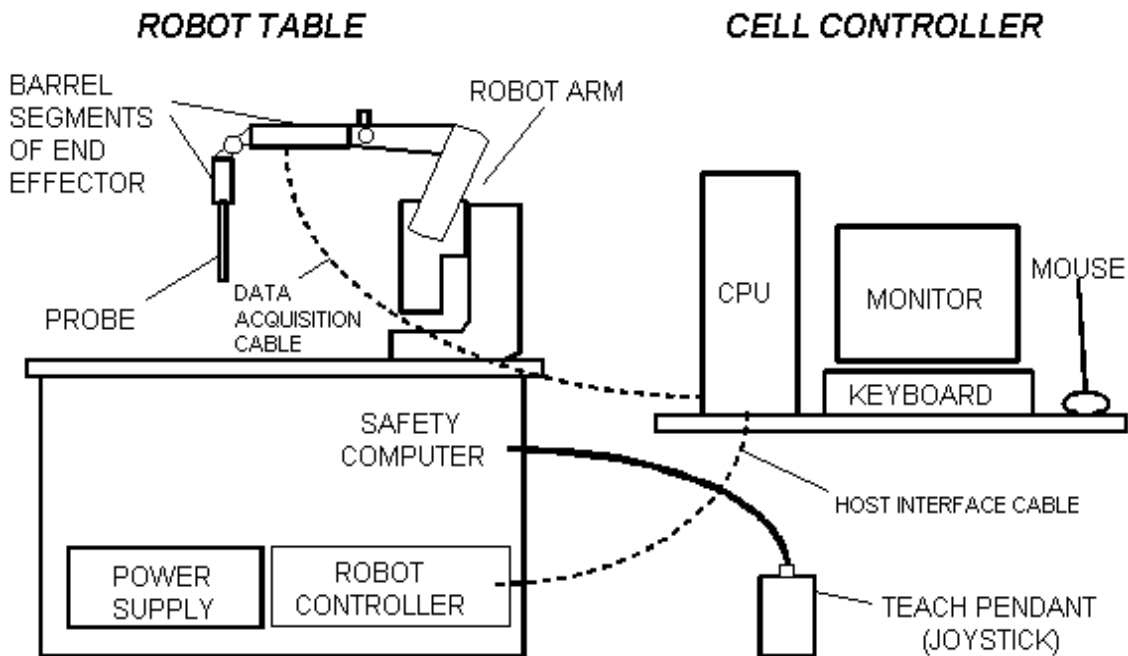 ROBOT TABLE
CELL CONTROLLER
BARREL
SEGMENTS
OF END
EFFECTOR
ROBOT ARM
PROBE
DATA
ACQUISITION
CABLE
CPU
MONITOR
MOUSE
KEYBOARD
SAFETY
COMPUTER
HOST INTERFACE CABLE
POWER
SUPPLY
ROBOT
CONTROLLER
TEACH PENDANT
(JOYSTICK)